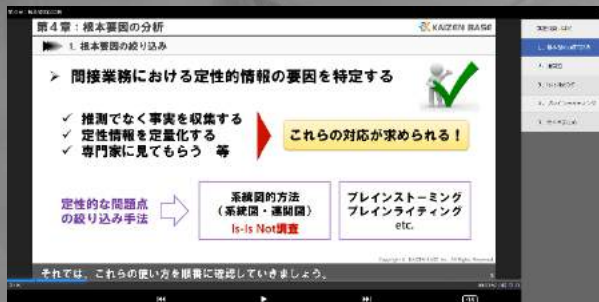 第4章：根本要因の分析
KAIZEN BASE
1. 根本要因の絞り込み
➢ 間接業務における定性的情報の要因を特定する
✓ 推測でなく事実を収集する
✓ 定性情報を定量化する
✓ 専門家に見てもらう 等
これらの対応が求められる！
定性的な問題点
の絞り込み手法
系統図的方法
（系統図・連関図）
Is-Is Not調査
ブレインストーミング
ブレインライティング
etc.
それでは、これらの使い方を順番に確認していきましょう。